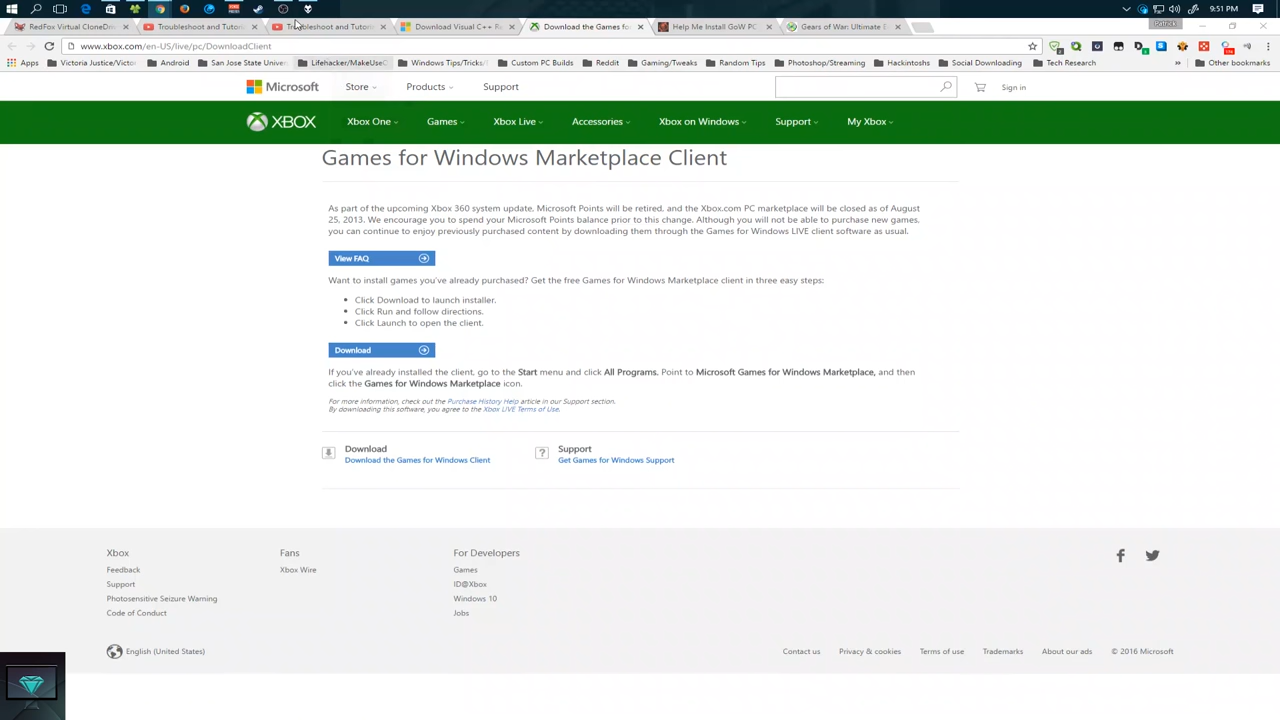 9:51 PM
RedFox Virtual CloneDriv
Troubleshoot and Tutori
Troubleshoot and Tutori
Download Visual C++ Re
Download the Games for
Help Me Install GoW PC
Gears of War: Ultimate E
Patrick
www.xbox.com/en-US/live/pc/DownloadClient
Apps
Victoria Justice/Victor
Android
San Jose State Univer
Lifehacker/MakeUseO
Windows Tips/Tricks/
Custom PC Builds
Reddit
Gaming/Tweaks
Random Tips
Photoshop/Streaming
Hackintoshs
Social Downloading
Tech Research
»
Other bookmarks
Microsoft
Store
Products
Support
Sign in
XBOX
Xbox One
Games
Xbox Live
Accessories
Xbox on Windows
Support
My Xbox
Games for Windows Marketplace Client
As part of the upcoming Xbox 360 system update, Microsoft Points will be retired, and the Xbox.com PC marketplace will be closed as of August
25, 2013. We encourage you to spend your Microsoft Points balance prior to this change. Although you will not be able to purchase new games,
you can continue to enjoy previously purchased content by downloading them through the Games for Windows LIVE client software as usual.
View FAQ
Want to install games you've already purchased? Get the free Games for Windows Marketplace client in three easy steps:
• Click Download to launch installer.
• Click Run and follow directions.
• Click Launch to open the client.
Download
If you've already installed the client, go to the Start menu and click All Programs. Point to Microsoft Games for Windows Marketplace, and then
click the Games for Windows Marketplace icon.
For more information, check out the Purchase History Help article in our Support section.
By downloading this software, you agree to the Xbox LIVE Terms of Use.
Download
Download the Games for Windows Client
Support
Get Games for Windows Support
Xbox
Feedback
Support
Photosensitive Seizure Warning
Code of Conduct
Fans
Xbox Wire
For Developers
Games
ID@Xbox
Windows 10
Jobs
English (United States)
Contact us
Privacy & cookies
Terms of use
Trademarks
About our ads
© 2016 Microsoft